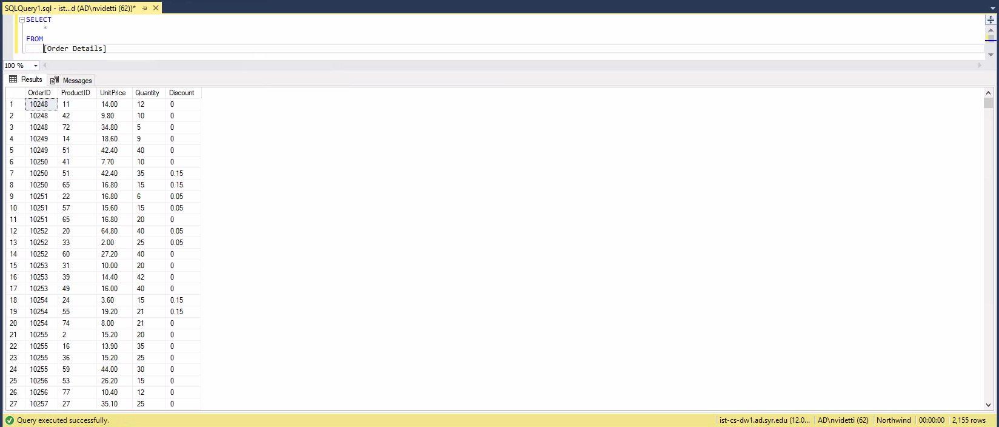 SQLQuery1.sql - ist...d (AD\nvidetti (62))*
SELECT
*
FROM
[Order Details]
100 %
Results Messages
OrderID ProductID UnitPrice Quantity Discount
1 10248 11 14.00 12 0
2 10248 42 9.80 10 0
3 10248 72 34.80 5 0
4 10249 14 18.60 9 0
5 10249 51 42.40 40 0
6 10250 41 7.70 10 0
7 10250 51 42.40 35 0.15
8 10250 65 16.80 15 0.15
9 10251 22 16.80 6 0.05
10 10251 57 15.60 15 0.05
11 10251 65 16.80 20 0
12 10252 20 64.80 40 0.05
13 10252 33 2.00 25 0.05
14 10252 60 27.20 40 0
15 10253 31 10.00 20 0
16 10253 39 14.40 42 0
17 10253 49 16.00 40 0
18 10254 24 3.60 15 0.15
19 10254 55 19.20 21 0.15
20 10254 74 8.00 21 0
21 10255 2 15.20 20 0
22 10255 16 13.90 35 0
23 10255 36 15.20 25 0
24 10255 59 44.00 30 0
25 10256 53 26.20 15 0
26 10256 77 10.40 12 0
27 10257 27 35.10 25 0
Query executed successfully. ist-cs-dw1.ad.syr.edu (12.0... AD\nvidetti (62) Northwind 00:00:00 2,155 rows